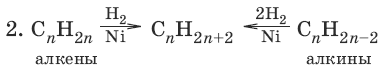 2. CₙH₂ₙ —H₂/Ni→ CₙH₂ₙ₊₂ ←2H₂/Ni— CₙH₂ₙ₋₂
алкены алкины